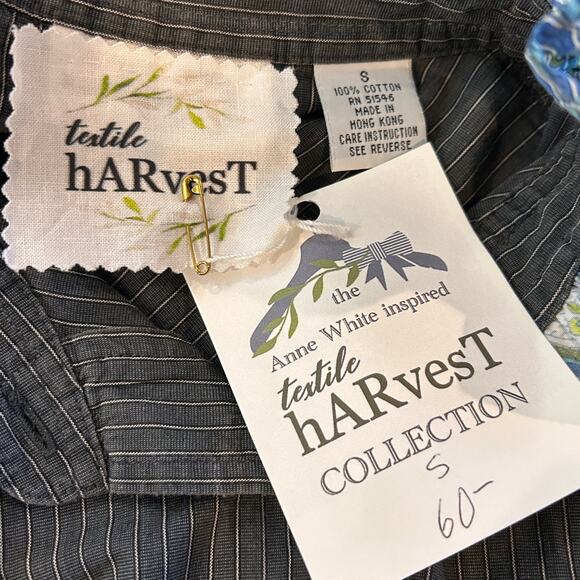 textile
hARvesT
S
100% COTTON
RN 51546
MADE IN
HONG KONG
CARE INSTRUCTION
SEE REVERSE
the
Anne White inspired
textile
hARvesT
COLLECTION
S
60-